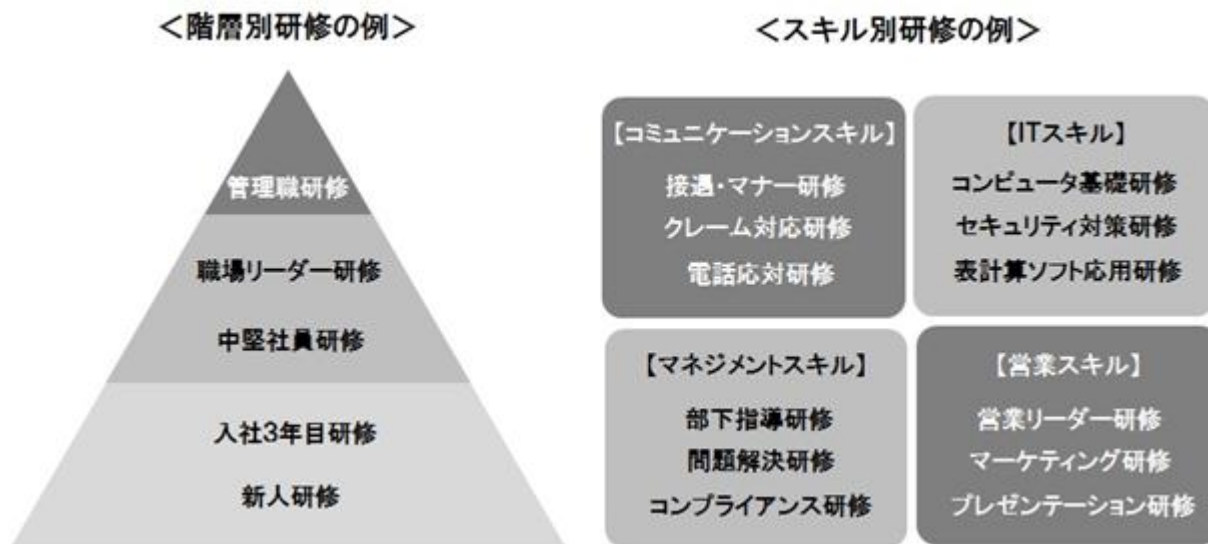 ＜階層別研修の例＞
管理職研修
職場リーダー研修
中堅社員研修
入社3年目研修
新人研修
＜スキル別研修の例＞
【コミュニケーションスキル】
接遇・マナー研修
クレーム対応研修
電話応対研修
【ITスキル】
コンピュータ基礎研修
セキュリティ対策研修
表計算ソフト応用研修
【マネジメントスキル】
部下指導研修
問題解決研修
コンプライアンス研修
【営業スキル】
営業リーダー研修
マーケティング研修
プレゼンテーション研修